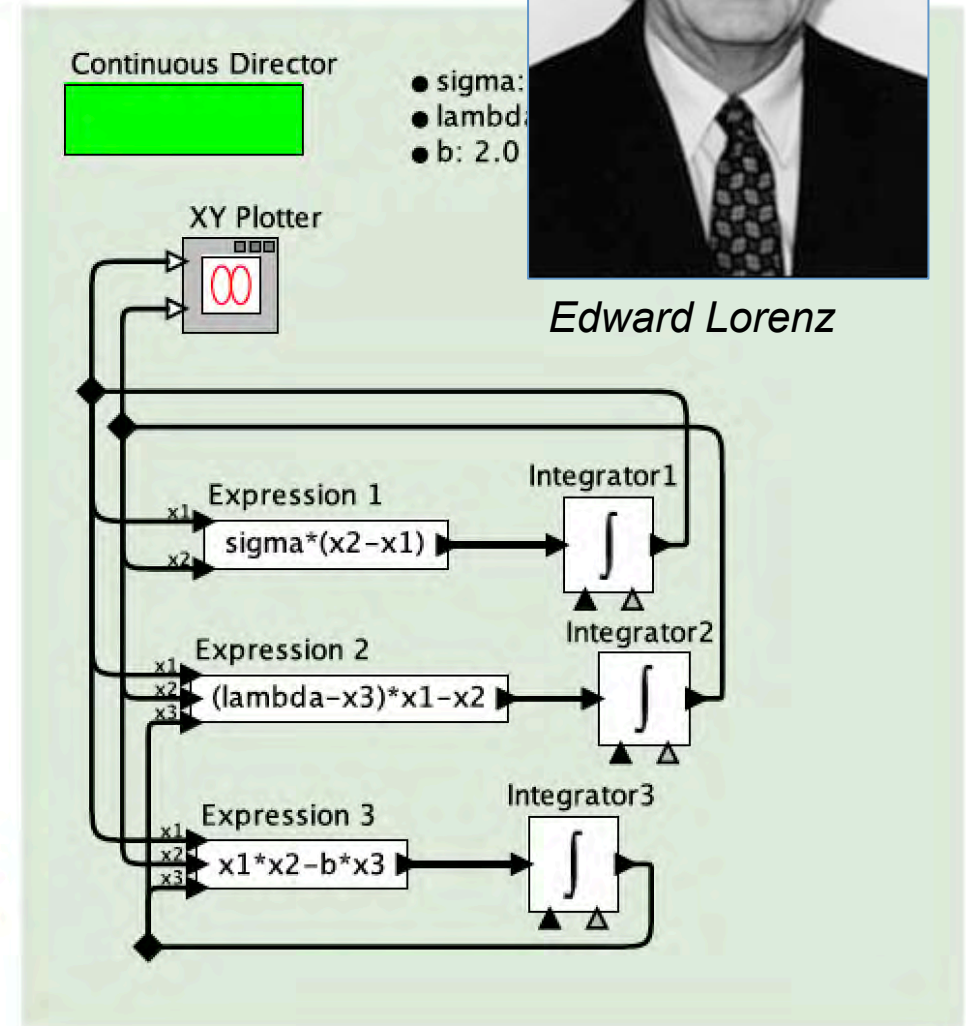 Continuous Director
● sigma:
● lambda
● b: 2.0
XY Plotter
Edward Lorenz
Integrator1
Expression 1
x1
sigma*(x2-x1)
∫
x2
Integrator2
Expression 2
x1
x2
(lambda-x3)*x1-x2
∫
x3
Integrator3
Expression 3
x1
x2
x1*x2-b*x3
∫
x3